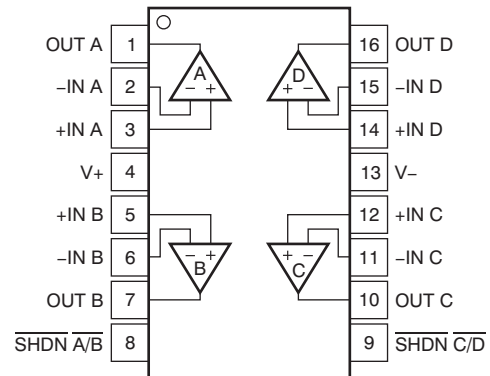 OUT A 1 16 OUT D
−IN A 2 A − + D + − 15 −IN D
+IN A 3 14 +IN D
V+ 4 13 V−
+IN B 5 12 +IN C
−IN B 6 − + B + − C 11 −IN C
OUT B 7 10 OUT C
SHDN A/B 8 9 SHDN C/D